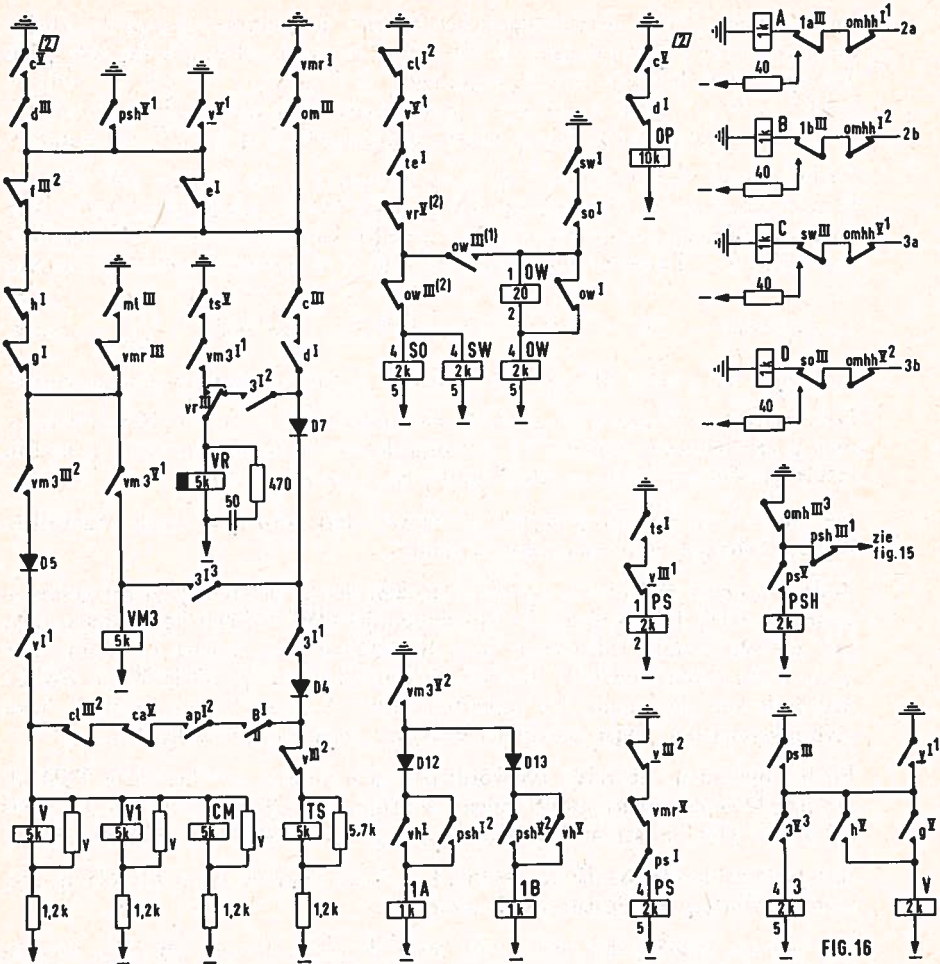 [2]
c V
d III
psh V 1
v V 1
f III 2
e I
vmr I
om III
h I
g I
ml III
vmr III
ts V
vm3 I 1
c III
d I
vr III
3 I 2
D7
VR
5k
470
50
vm3 III 2
vm3 V 1
D5
3 I 3
VM3
5k
v I 1
3 I 1
D4
cl III 2
ca V
ap I 2
B I
II
v III 2
V
5k
V
V1
5k
V
CM
5k
V
TS
5k
5.7k
1,2k
1,2k
1,2k
1,2k
cl I 2
v V 1
te I
vr V (2)
ow III (1)
ow III (2)
sw I
so I
1 OW
20
2
ow I
4 SO
2k
5
4 SW
2k
5
4 OW
2k
5
[2]
c V
d I
OP
10k
A
1k
1a III
omhh I 1
2a
40
B
1k
1b III
omhh I 2
2b
40
C
1k
sw III
omhh V 1
3a
40
D
1k
so III
omhh V 2
3b
40
ts I
v III 1
1 PS
2k
2
omh III 3
psh III 1
zie
fig.15
ps V
PSH
2k
vm3 V 2
D12
D13
vh I
psh I 2
psh V 2
vh V
1A
1k
1B
1k
v III 2
vmr V
ps I
4 PS
2k
5
ps III
v I 1
3 V 3
h V
g V
4 3
2k
5
V
2k
FIG.16